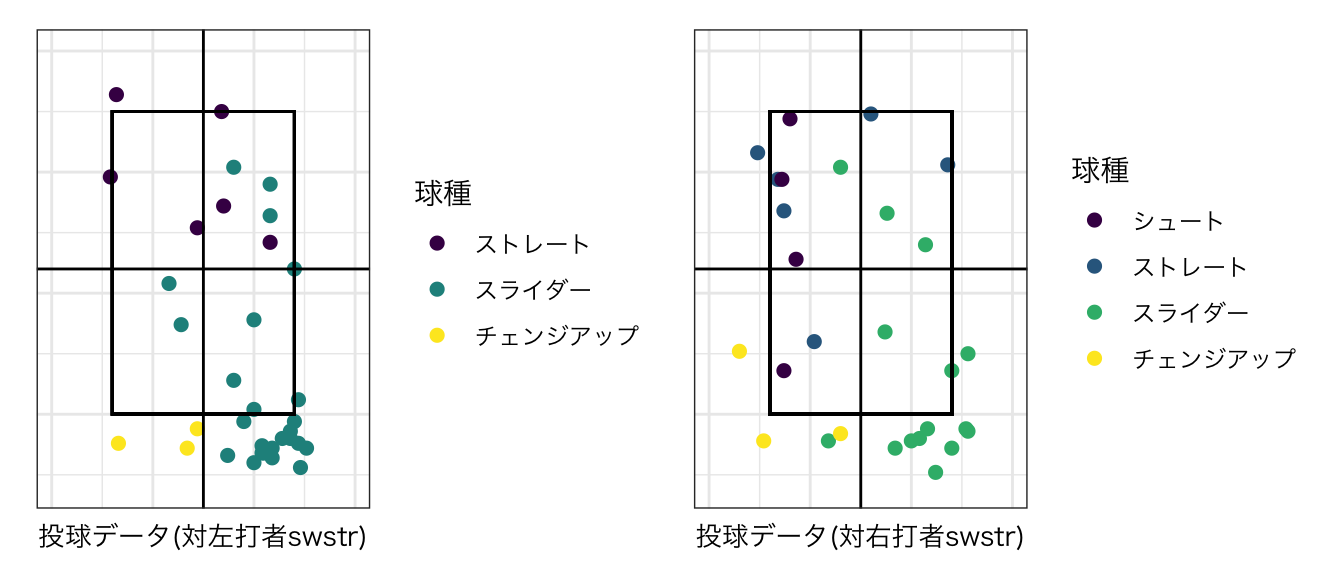 球種
ストレート
スライダー
チェンジアップ
投球データ(対左打者swstr)
球種
シュート
ストレート
スライダー
チェンジアップ
投球データ(対右打者swstr)